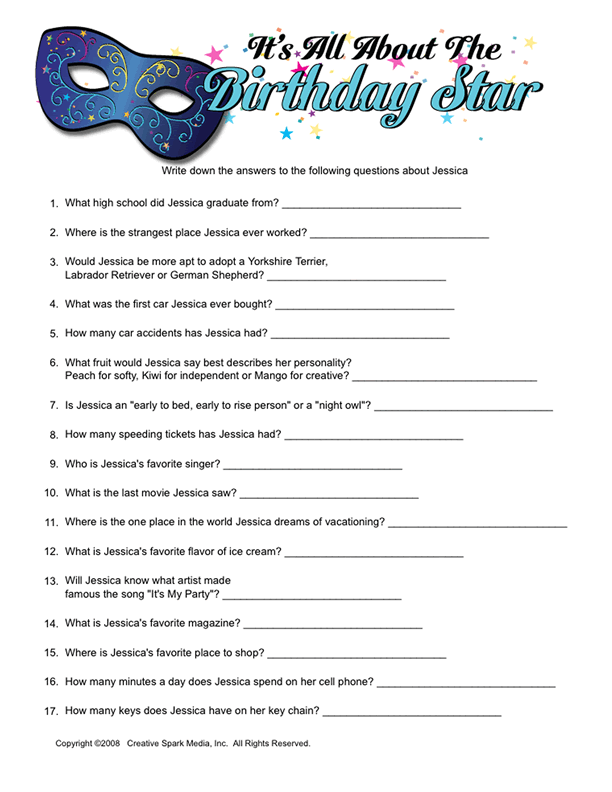 It's All About The
Birthday Star
Write down the answers to the following questions about Jessica
1. What high school did Jessica graduate from? ______________________________
2. Where is the strangest place Jessica ever worked? ______________________________
3. Would Jessica be more apt to adopt a Yorkshire Terrier,
Labrador Retriever or German Shepherd? ______________________________
4. What was the first car Jessica ever bought? ______________________________
5. How many car accidents has Jessica had? ______________________________
6. What fruit would Jessica say best describes her personality?
Peach for softy, Kiwi for independent or Mango for creative? _______________________________
7. Is Jessica an "early to bed, early to rise person" or a "night owl"? ______________________________
8. How many speeding tickets has Jessica had? ______________________________
9. Who is Jessica's favorite singer? ______________________________
10. What is the last movie Jessica saw? ______________________________
11. Where is the one place in the world Jessica dreams of vacationing? ______________________________
12. What is Jessica's favorite flavor of ice cream? ______________________________
13. Will Jessica know what artist made
famous the song "It's My Party"? ______________________________
14. What is Jessica's favorite magazine? ______________________________
15. Where is Jessica's favorite place to shop? ______________________________
16. How many minutes a day does Jessica spend on her cell phone? ______________________________
17. How many keys does Jessica have on her key chain? ______________________________
Copyright ©2008 Creative Spark Media, Inc. All Rights Reserved.